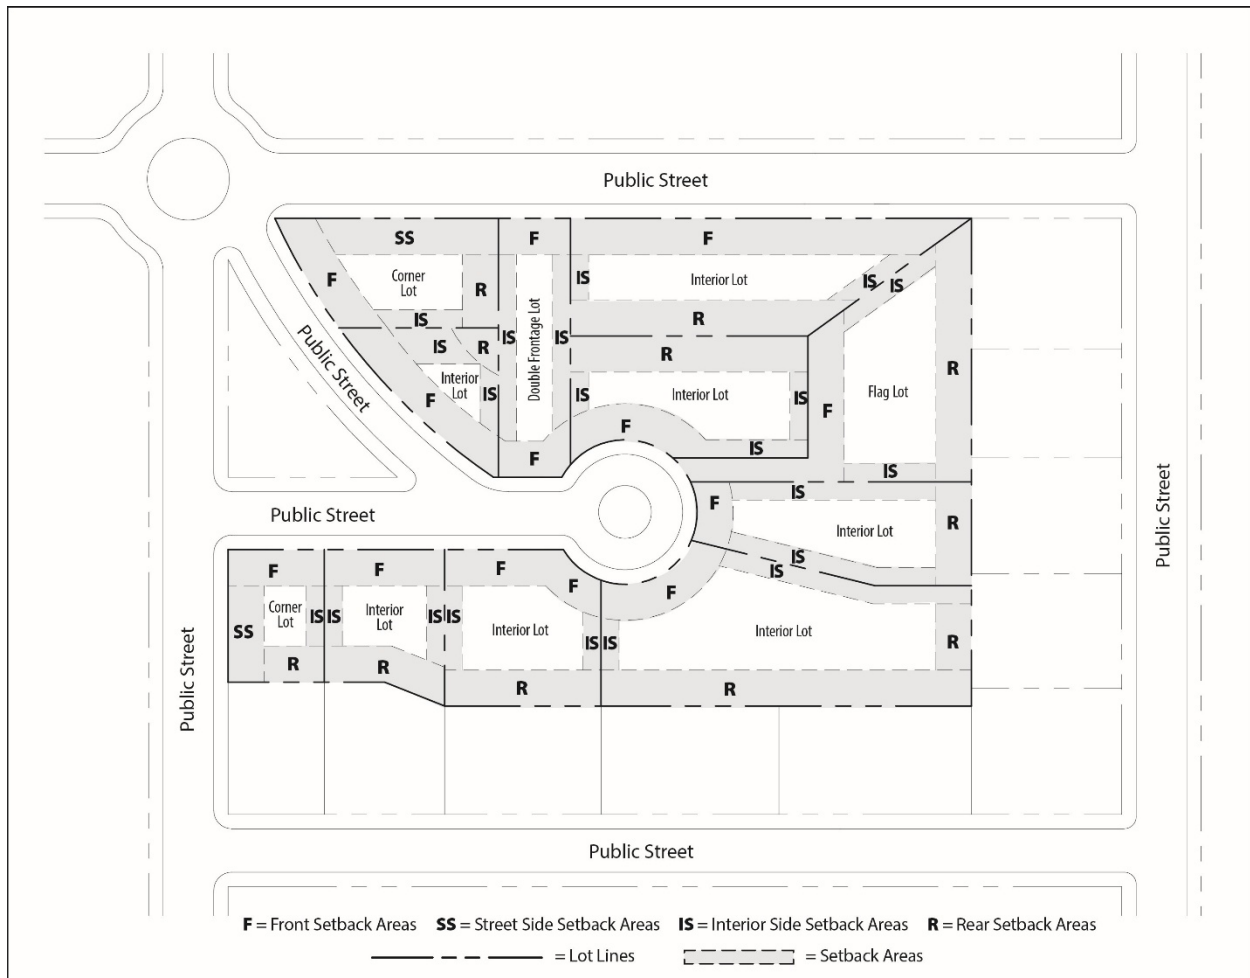 Public Street
SS
F
F
F
Corner
Lot
IS
Interior Lot
IS
IS
R
IS
R
IS
IS
R
Double Frontage Lot
IS
R
R
Public Street
Interior
Lot
IS
F
IS
Interior Lot
IS
F
Flag Lot
F
F
IS
IS
Public Street
IS
F
Interior Lot
R
Public Street
IS
IS
F
F
F
F
F
Corner
Lot
IS
IS
Interior
Lot
IS
IS
Interior Lot
IS
IS
Interior Lot
SS
R
R
R
R
R
Public Street
Public Street
F = Front Setback Areas SS = Street Side Setback Areas IS = Interior Side Setback Areas R = Rear Setback Areas
= Lot Lines = Setback Areas